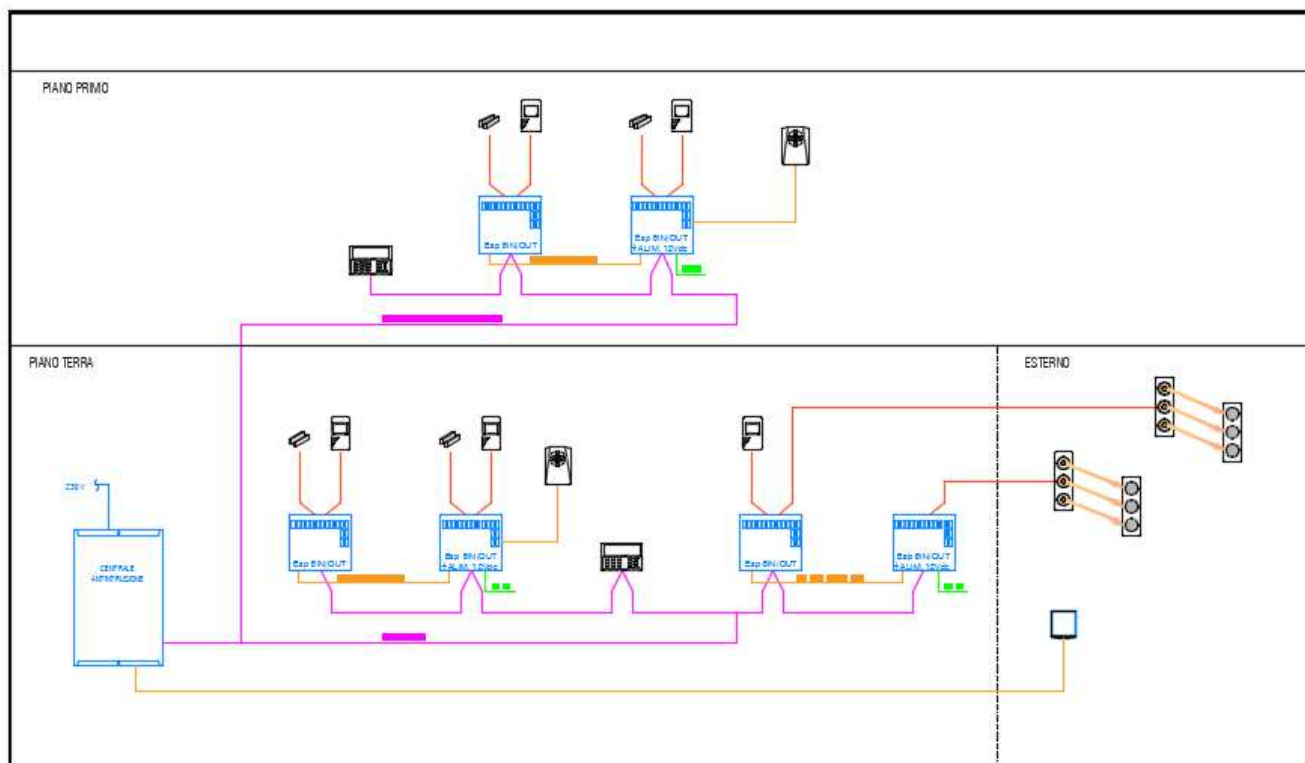 PIANO PRIMO
Esp 8IN/OUT
Esp 8IN/OUT
+ALIM. 12Vdc
PIANO TERRA
ESTERNO
230V
CENTRALE
ANTINTRUSIONE
Esp 8IN/OUT
Esp 8IN/OUT
+ALIM. 12Vdc
Esp 8IN/OUT
Esp 8IN/OUT
+ALIM. 12Vdc